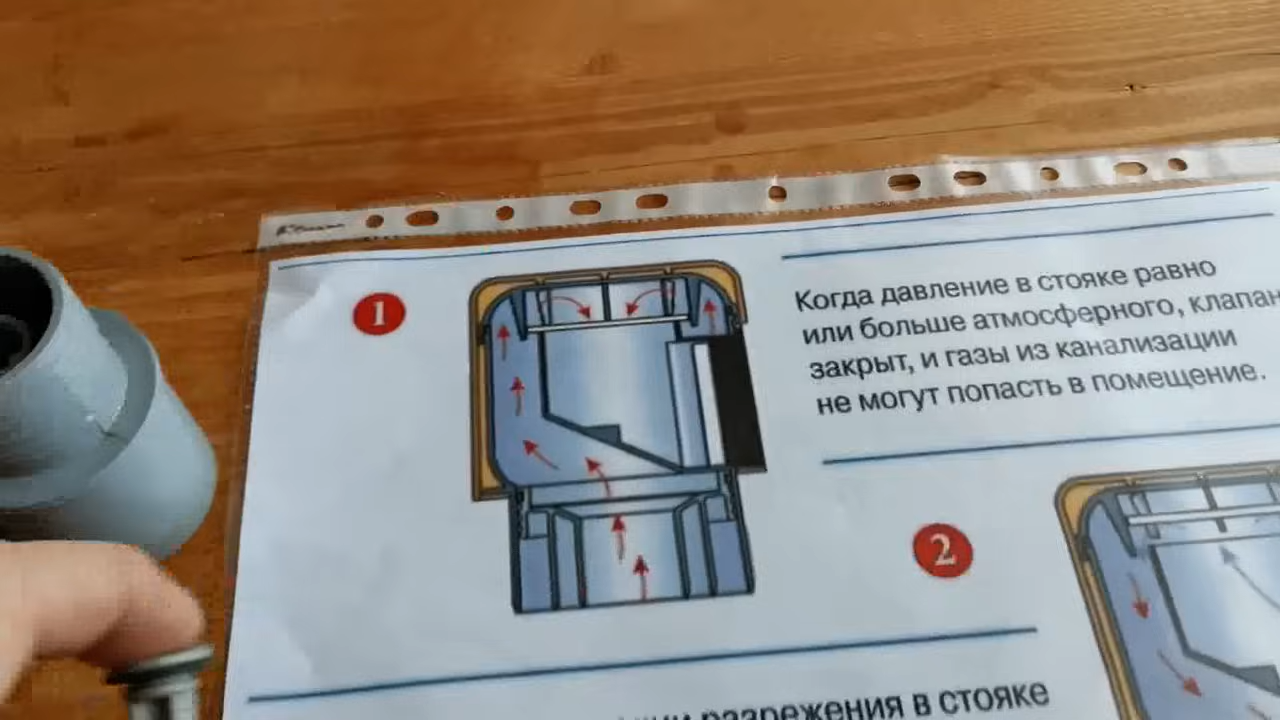 1
Когда давление в стояке равно
или больше атмосферного, клапан
закрыт, и газы из канализации
не могут попасть в помещение.
2
разрежения в стояке